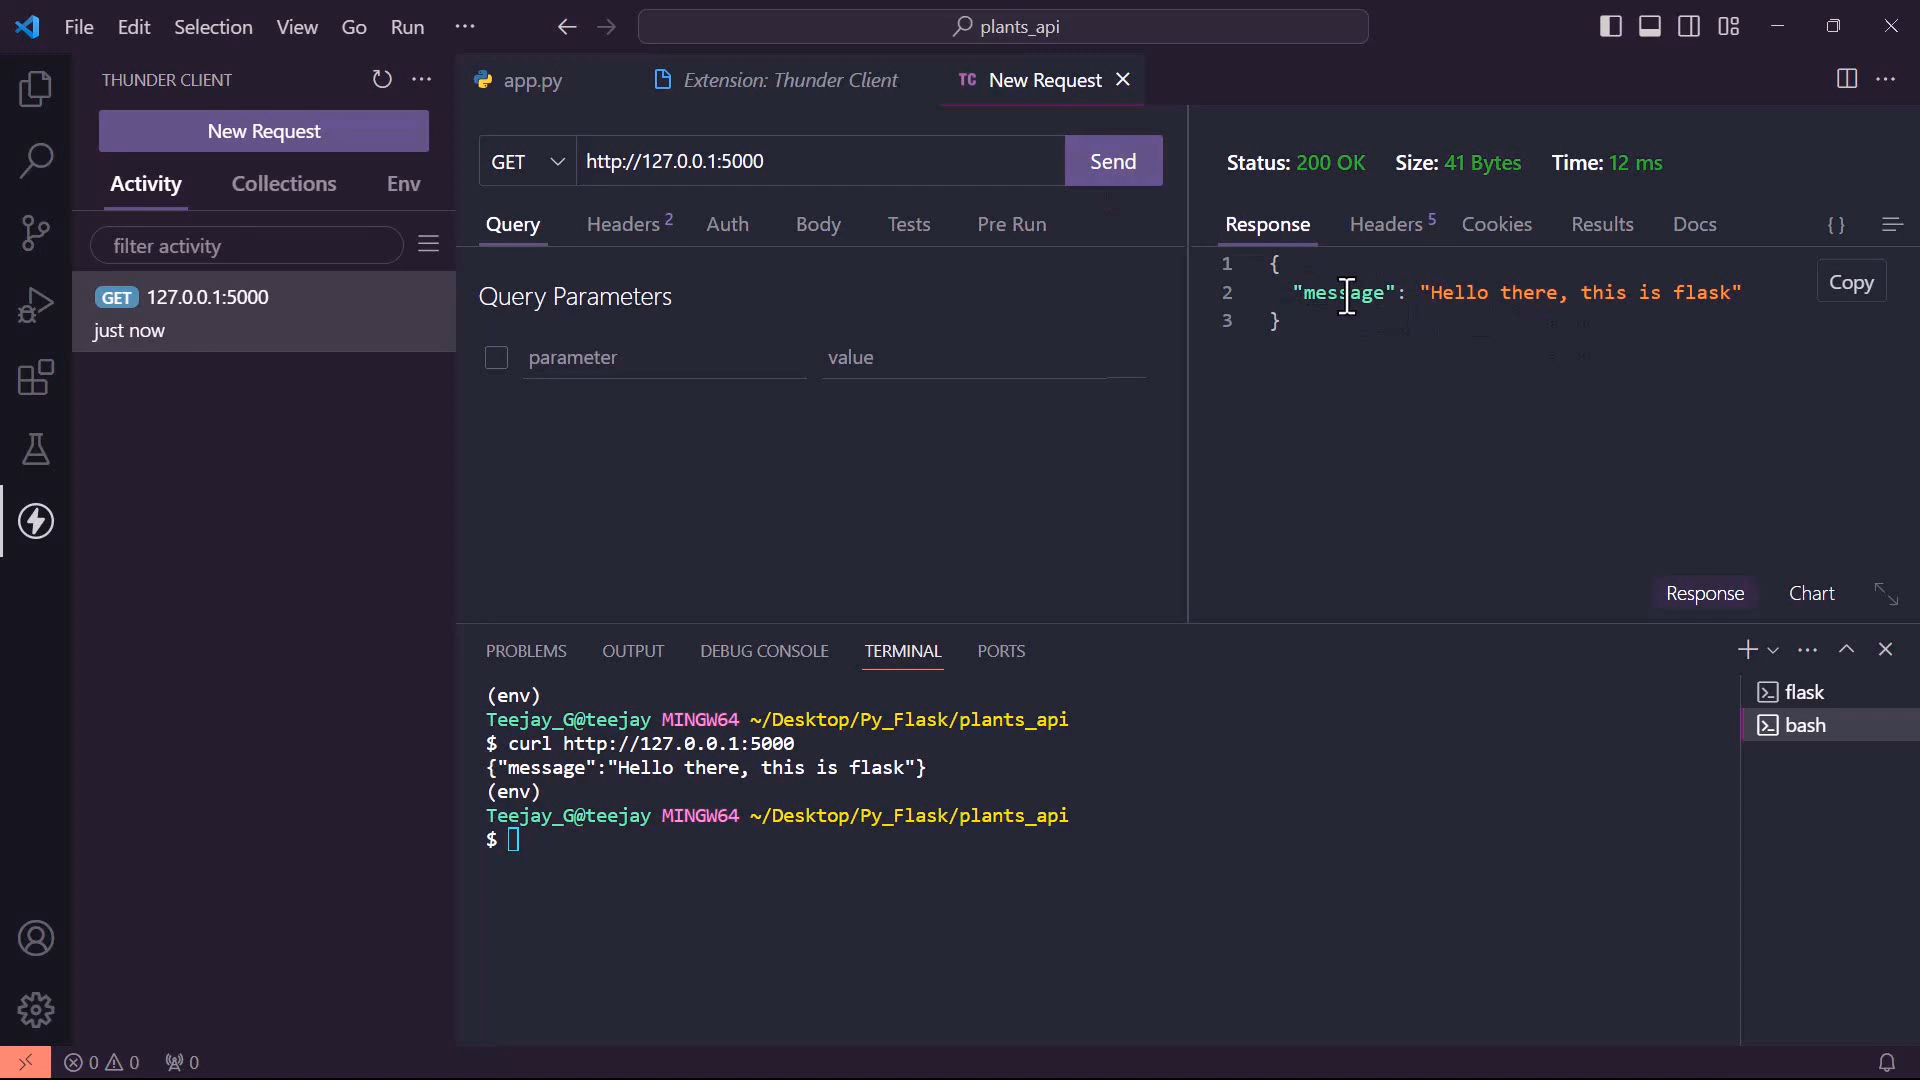 File Edit Selection View Go Run ···
plants_api
THUNDER CLIENT
New Request
Activity Collections Env
filter activity
GET 127.0.0.1:5000
just now
app.py
Extension: Thunder Client
TC New Request
GET http://127.0.0.1:5000 Send
Query Headers 2 Auth Body Tests Pre Run
Query Parameters
parameter value
Status: 200 OK Size: 41 Bytes Time: 12 ms
Response Headers 5 Cookies Results Docs { }
1 {
2 "message": "Hello there, this is flask"
3 }
Copy
Response Chart
PROBLEMS OUTPUT DEBUG CONSOLE TERMINAL PORTS
(env)
Teejay_G@teejay MINGW64 ~/Desktop/Py_Flask/plants_api
$ curl http://127.0.0.1:5000
{"message":"Hello there, this is flask"}
(env)
Teejay_G@teejay MINGW64 ~/Desktop/Py_Flask/plants_api
$
flask
bash
0 0 0